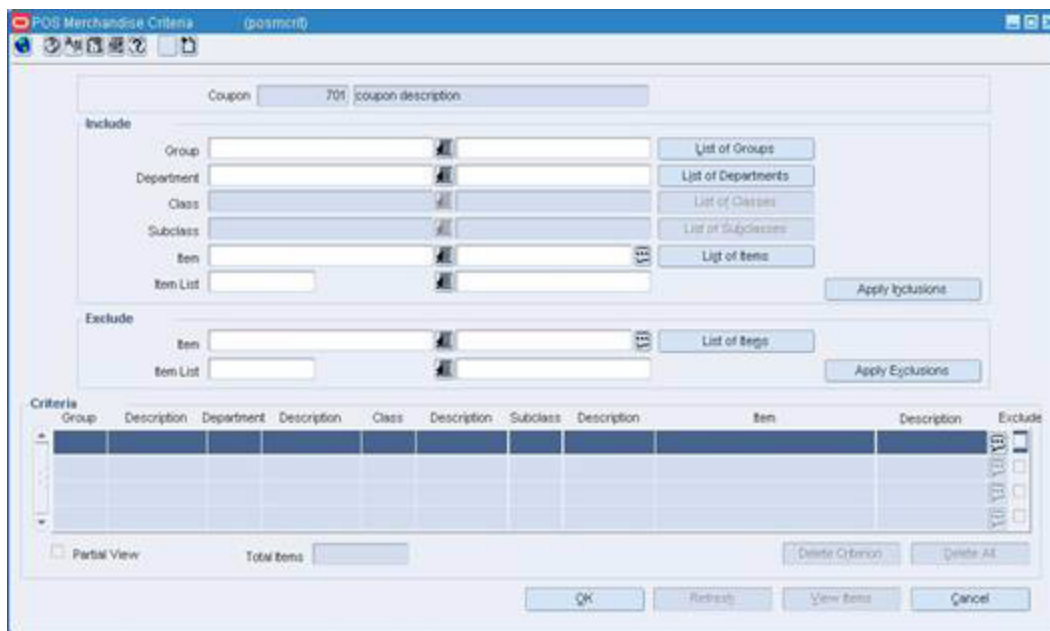 POS Merchandise Criteria (posmcrit)
Coupon 701 coupon description
Include
Group List of Groups
Department List of Departments
Class List of Classes
Subclass List of Subclasses
Item List of Items
Item List
Apply Inclusions
Exclude
Item List of Items
Item List Apply Exclusions
Criteria
Group Description Department Description Class Description Subclass Description Item Description Exclude
Partial View Total Items Delete Criterion Delete All
OK Refresh View Items Cancel